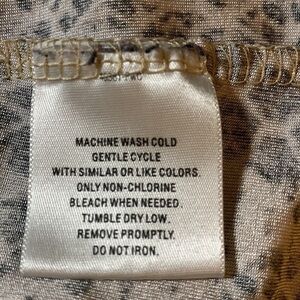 MACHINE WASH COLD
GENTLE CYCLE
WITH SIMILAR OR LIKE COLORS.
ONLY NON-CHLORINE
BLEACH WHEN NEEDED.
TUMBLE DRY LOW.
REMOVE PROMPTLY.
DO NOT IRON.